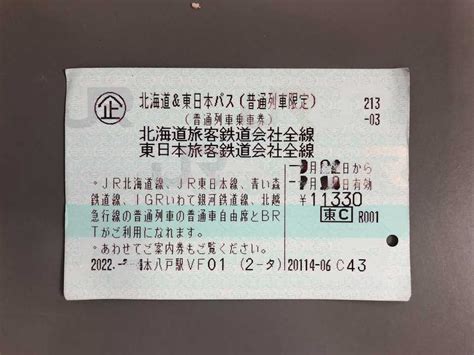 企 北海道&東日本パス(普通列車限定) 213
(普通列車乗車券) -03
北海道旅客鉄道会社全線
東日本旅客鉄道会社全線
月 日から
・JR北海道線、JR東日本線、青い森 月 日有効
鉄道線、IGRいわて銀河鉄道線、北越 ¥11330
急行線の普通列車の普通車自由席とBR 東C R001
Tがご利用になれます。
・あわせてご案内券もご覧ください。
2022. 本八戸駅VF01 (2-タ) 20114-06 C43